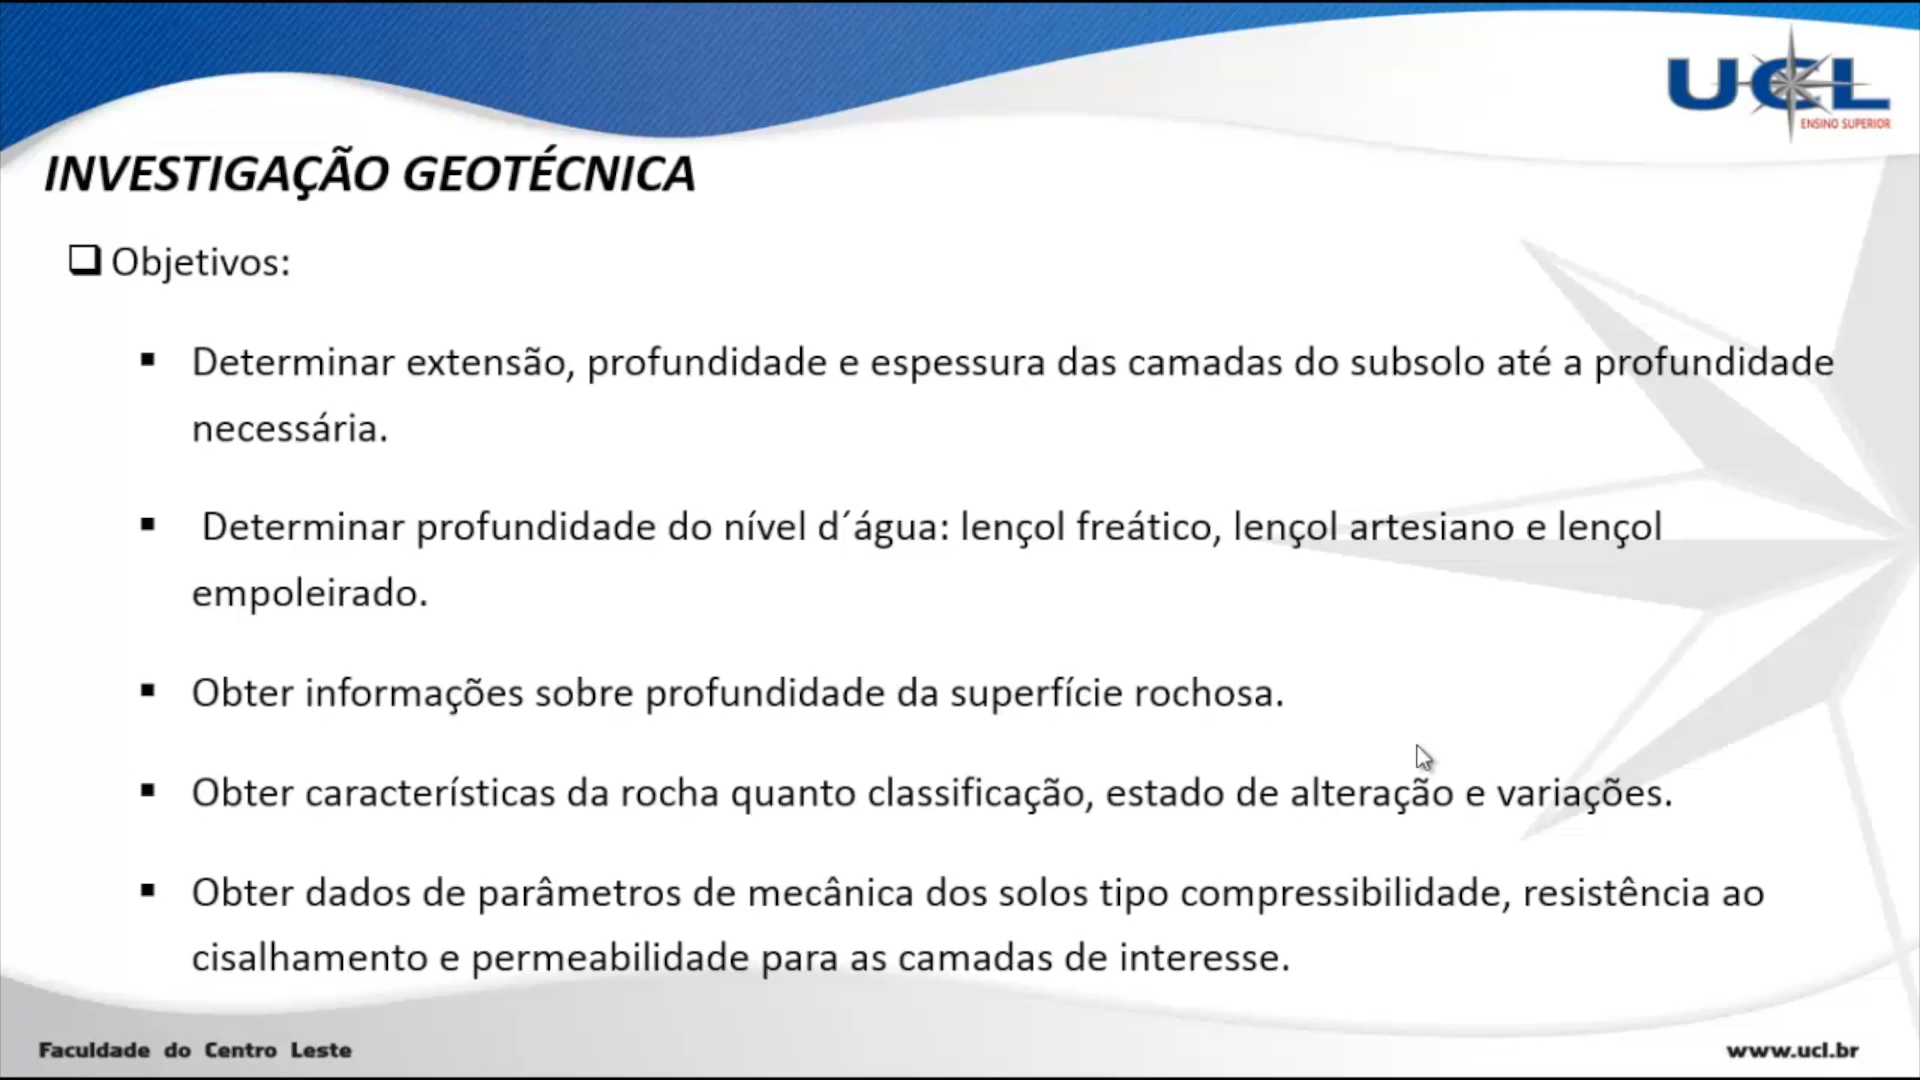 UCL
ENSINO SUPERIOR
INVESTIGAÇÃO GEOTÉCNICA
Objetivos:
Determinar extensão, profundidade e espessura das camadas do subsolo até a profundidade
necessária.
Determinar profundidade do nível d´água: lençol freático, lençol artesiano e lençol
empoleirado.
Obter informações sobre profundidade da superfície rochosa.
Obter características da rocha quanto classificação, estado de alteração e variações.
Obter dados de parâmetros de mecânica dos solos tipo compressibilidade, resistência ao
cisalhamento e permeabilidade para as camadas de interesse.
Faculdade do Centro Leste
www.ucl.br